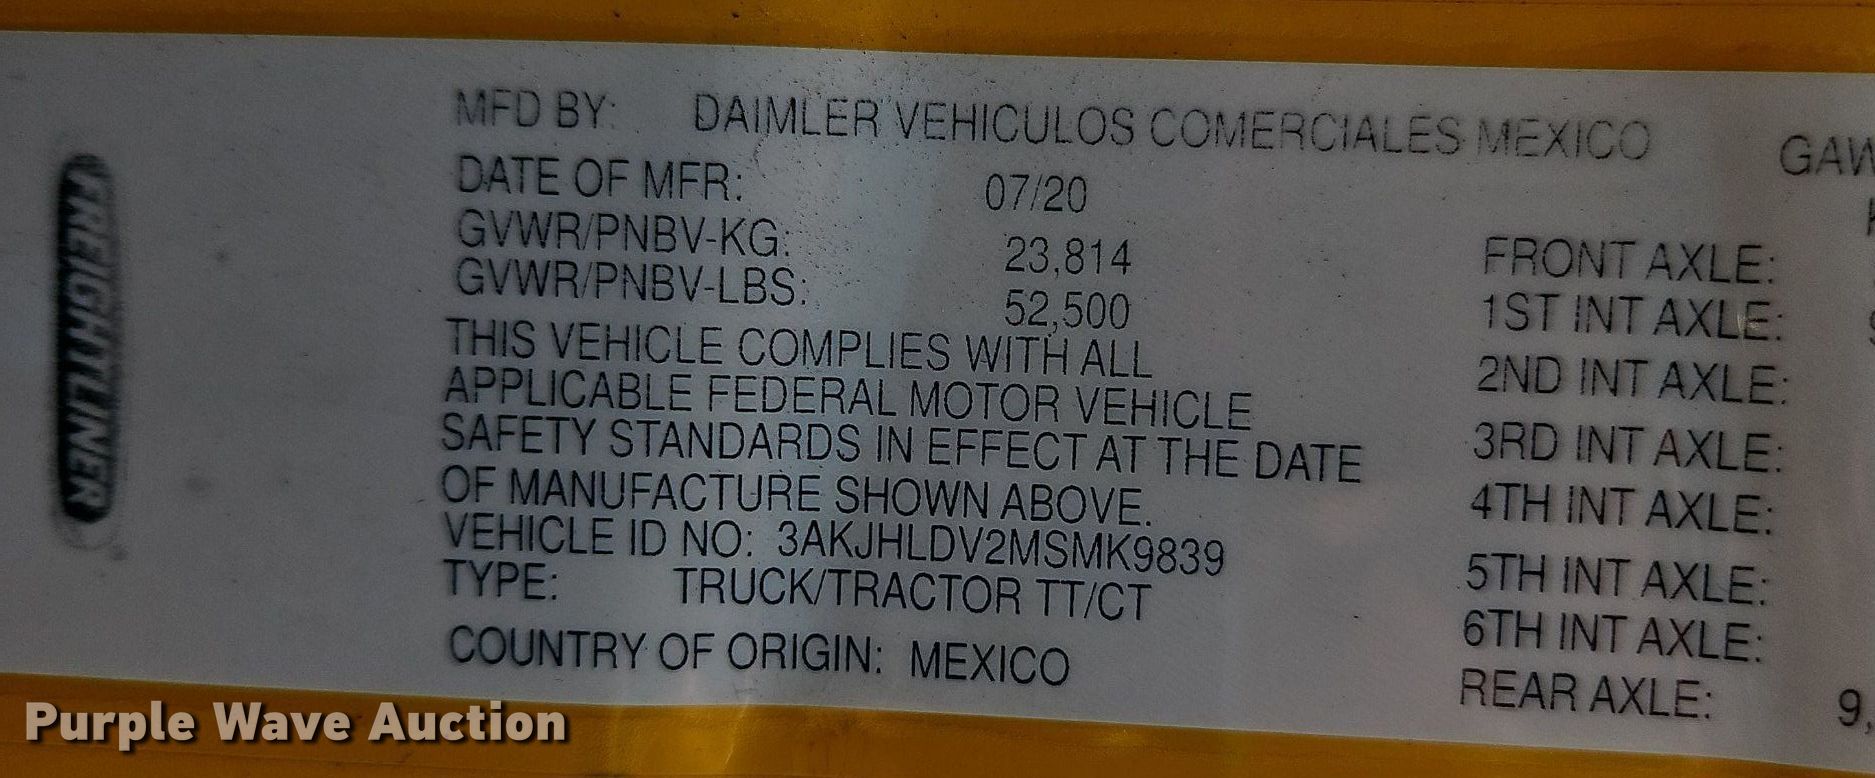 FREIGHTLINER
MFD BY: DAIMLER VEHICULOS COMERCIALES MEXICO
DATE OF MFR: 07/20
GVWR/PNBV-KG: 23,814
GVWR/PNBV-LBS: 52,500
THIS VEHICLE COMPLIES WITH ALL
APPLICABLE FEDERAL MOTOR VEHICLE
SAFETY STANDARDS IN EFFECT AT THE DATE
OF MANUFACTURE SHOWN ABOVE.
VEHICLE ID NO: 3AKJHLDV2MSMK9839
TYPE: TRUCK/TRACTOR TT/CT
COUNTRY OF ORIGIN: MEXICO
FRONT AXLE:
1ST INT AXLE:
2ND INT AXLE:
3RD INT AXLE:
4TH INT AXLE:
5TH INT AXLE:
6TH INT AXLE:
REAR AXLE: 9,
Purple Wave Auction